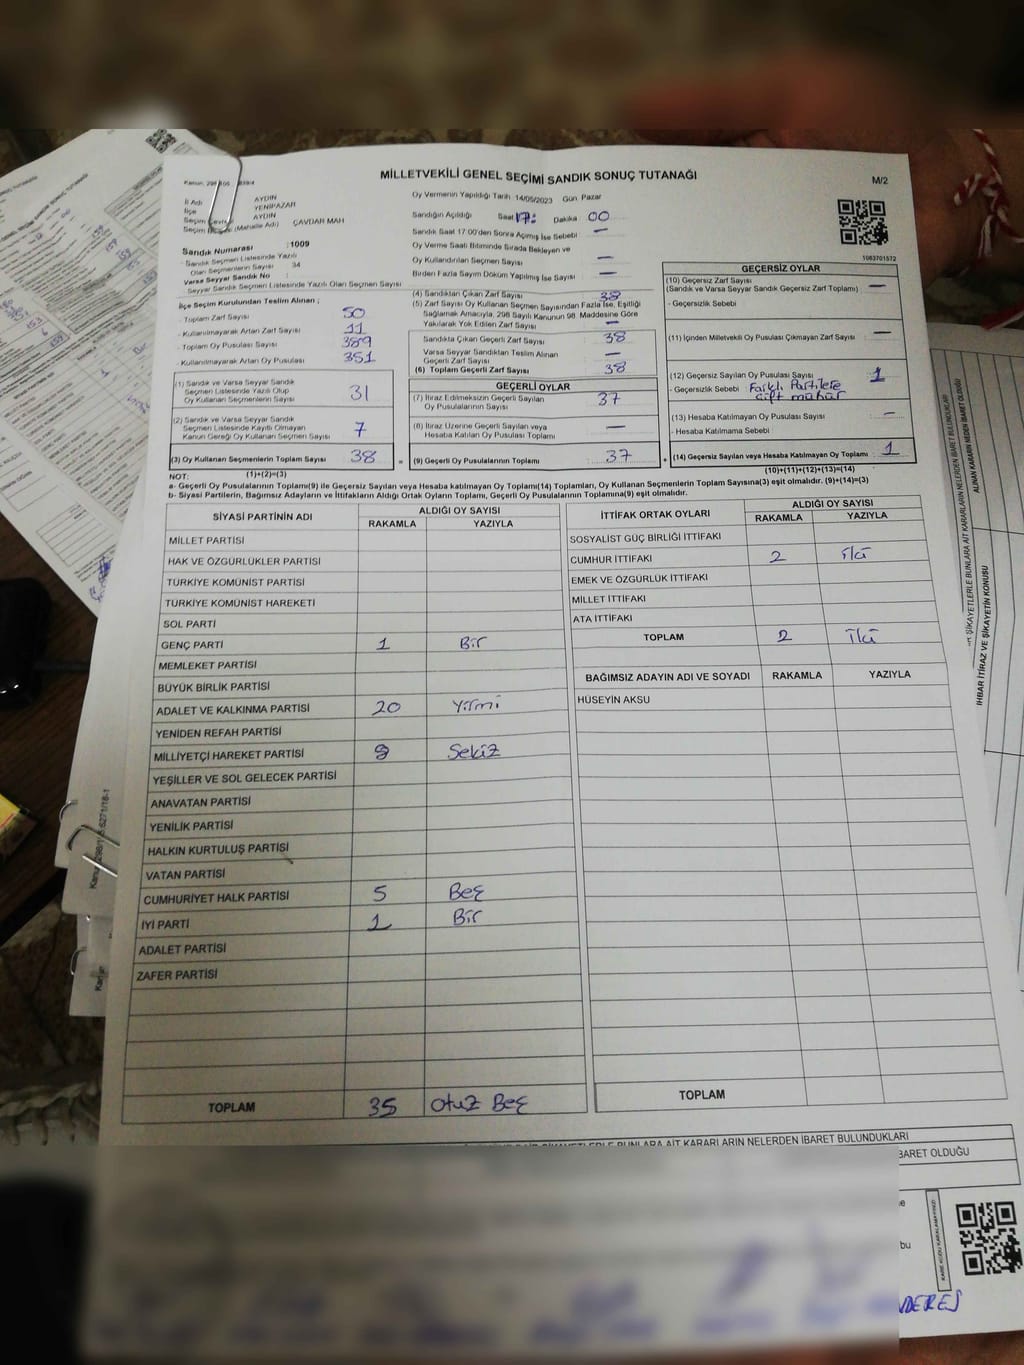 MİLLETVEKİLİ GENEL SEÇİMİ SANDIK SONUÇ TUTANAĞI
M/2
İl Adı AYDIN
İlçe YENİPAZAR
AYDIN
ÇAVDAR MAH
Sandık Numarası : 1009
Sandık Seçmen Listesinde Yazılı
Olan Seçmenlerin Sayısı : 34
Varsa Seyyar Sandık No :
Seyyar Sandık Seçmen Listesinde Yazılı Olan Seçmen Sayısı
Oy Vermenin Yapıldığı Tarih 14/05/2023 Gün Pazar
Sandığın Açıldığı Saat 17: Dakika 00
Sandık Saat 17:00'den Sonra Açılmış İse Sebebi —
Oy Verme Saati Bitiminde Sırada Bekleyen ve
Oy Kullandırılan Seçmen Sayısı —
Birden Fazla Sayım Döküm Yapılmış İse Sayısı —
1063701572
İlçe Seçim Kurulundan Teslim Alınan ;
- Toplam Zarf Sayısı 50
- Kullanılmayarak Artan Zarf Sayısı 11
- Toplam Oy Pusulası Sayısı 389
- Kullanılmayarak Artan Oy Pusulası 351
(1) Sandık ve Varsa Seyyar Sandık
Seçmen Listesinde Yazılı Olup
Oy Kullanan Seçmenlerin Sayısı 31
(2) Sandık ve Varsa Seyyar Sandık
Seçmen Listesinde Kayıtlı Olmayan
Kanun Gereği Oy Kullanan Seçmen Sayısı 7
(3) Oy Kullanan Seçmenlerin Toplam Sayısı 38
(1)+(2)=(3)
(4) Sandıktan Çıkan Zarf Sayısı 38
(5) Zarf Sayısı Oy Kullanan Seçmen Sayısından Fazla İse, Eşitliği
Sağlamak Amacıyla, 298 Sayılı Kanunun 98. Maddesine Göre
Yakılarak Yok Edilen Zarf Sayısı —
Sandıkta Çıkan Geçerli Zarf Sayısı 38
Varsa Seyyar Sandıktan Teslim Alınan
Geçerli Zarf Sayısı —
(6) Toplam Geçerli Zarf Sayısı 38
GEÇERLİ OYLAR
(7) İtiraz Edilmeksizin Geçerli Sayılan
Oy Pusulalarının Sayısı 37
(8) İtiraz Üzerine Geçerli Sayılan veya
Hesaba Katılan Oy Pusulası Toplamı —
= (9) Geçerli Oy Pusulalarının Toplamı : 37
GEÇERSİZ OYLAR
(10) Geçersiz Zarf Sayısı
(Sandık ve Varsa Seyyar Sandık Geçersiz Zarf Toplamı) —
- Geçersizlik Sebebi
(11) İçinden Milletvekili Oy Pusulası Çıkmayan Zarf Sayısı —
(12) Geçersiz Sayılan Oy Pusulası Sayısı 1
- Geçersizlik Sebebi Farklı Partilere
çift mühür
(13) Hesaba Katılmayan Oy Pusulası Sayısı —
- Hesaba Katılmama Sebebi
+ (14) Geçersiz Sayılan veya Hesaba Katılmayan Oy Toplamı 1
(10)+(11)+(12)+(13)=(14)
NOT:
a- Geçerli Oy Pusulalarının Toplamı(9) ile Geçersiz Sayılan veya Hesaba katılmayan Oy Toplamı(14) Toplamları, Oy Kullanan Seçmenlerin Toplam Sayısına(3) eşit olmalıdır. (9)+(14)=(3)
b- Siyasi Partilerin, Bağımsız Adayların ve İttifakların Aldığı Ortak Oyların Toplamı, Geçerli Oy Pusulalarının Toplamına(9) eşit olmalıdır.
SİYASİ PARTİNİN ADI ALDIĞI OY SAYISI
RAKAMLA YAZIYLA
MİLLET PARTİSİ
HAK VE ÖZGÜRLÜKLER PARTİSİ
TÜRKİYE KOMÜNİST PARTİSİ
TÜRKİYE KOMÜNİST HAREKETİ
SOL PARTİ
GENÇ PARTİ 1 Bir
MEMLEKET PARTİSİ
BÜYÜK BİRLİK PARTİSİ
ADALET VE KALKINMA PARTİSİ 20 Yirmi
YENİDEN REFAH PARTİSİ
MİLLİYETÇİ HAREKET PARTİSİ 8 Sekiz
YEŞİLLER VE SOL GELECEK PARTİSİ
ANAVATAN PARTİSİ
YENİLİK PARTİSİ
HALKIN KURTULUŞ PARTİSİ
VATAN PARTİSİ
CUMHURİYET HALK PARTİSİ 5 Beş
İYİ PARTİ 1 Bir
ADALET PARTİSİ
ZAFER PARTİSİ
TOPLAM 35 Otuz Beş
İTTİFAK ORTAK OYLARI ALDIĞI OY SAYISI
RAKAMLA YAZIYLA
SOSYALİST GÜÇ BİRLİĞİ İTTİFAKI
CUMHUR İTTİFAKI 2 İki
EMEK VE ÖZGÜRLÜK İTTİFAKI
MİLLET İTTİFAKI
ATA İTTİFAKI
TOPLAM 2 İki
BAĞIMSIZ ADAYIN ADI VE SOYADI RAKAMLA YAZIYLA
HÜSEYİN AKSU
TOPLAM
ŞİKAYETLERLE BUNLARA AİT KARARLARIN NELERDEN İBARET BULUNDUKLARI
BARET OLDUĞU
bu
DERES
ŞİKAYETLERLE BUNLARA AİT KARARLARIN NELERDEN İBARET BULUNDUKLARI
ALINAN KARARIN NEDEN İBARET OLDUĞU
İHBAR İTİRAZ VE ŞİKAYETİN KONUSU